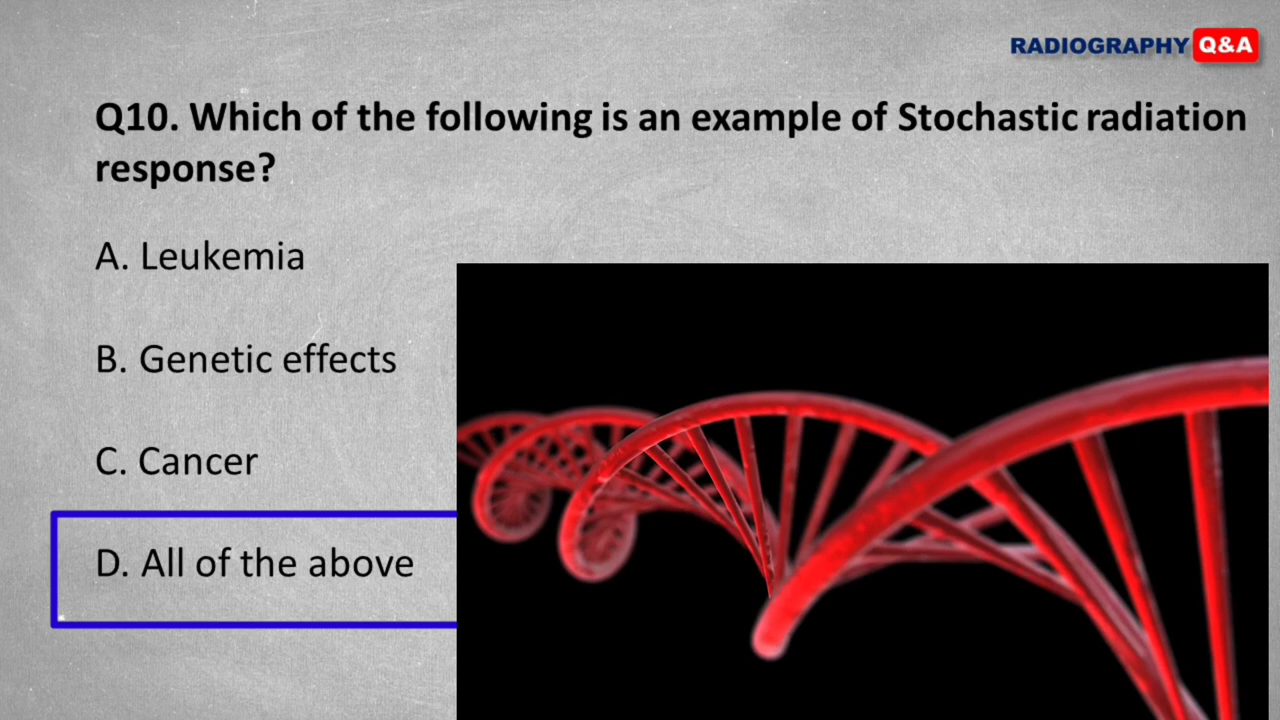 RADIOGRAPHY Q&A
Q10. Which of the following is an example of Stochastic radiation
response?
A. Leukemia
B. Genetic effects
C. Cancer
D. All of the above